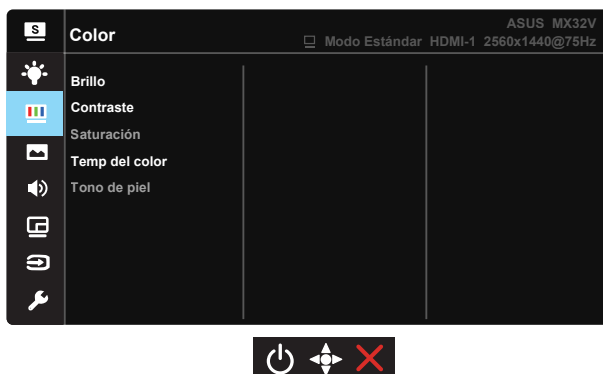 S
Color
ASUS MX32V
Modo Estándar HDMI-1 2560x1440@75Hz
Brillo
Contraste
Saturación
Temp del color
Tono de piel